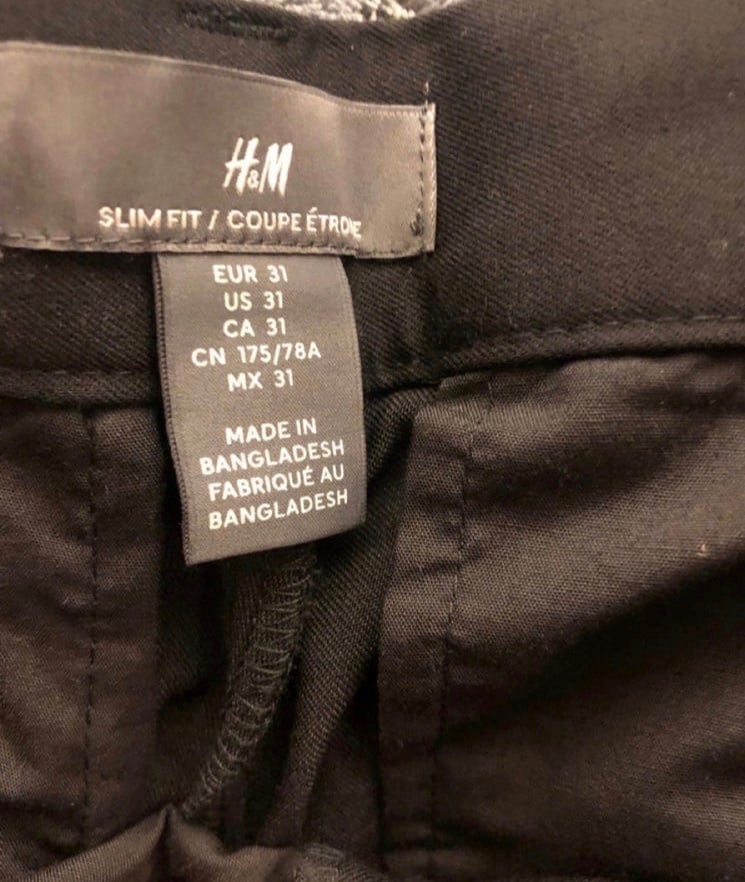 H&M
SLIM FIT / COUPE ÉTROITE
EUR 31
US 31
CA 31
CN 175/78A
MX 31
MADE IN
BANGLADESH
FABRIQUÉ AU
BANGLADESH